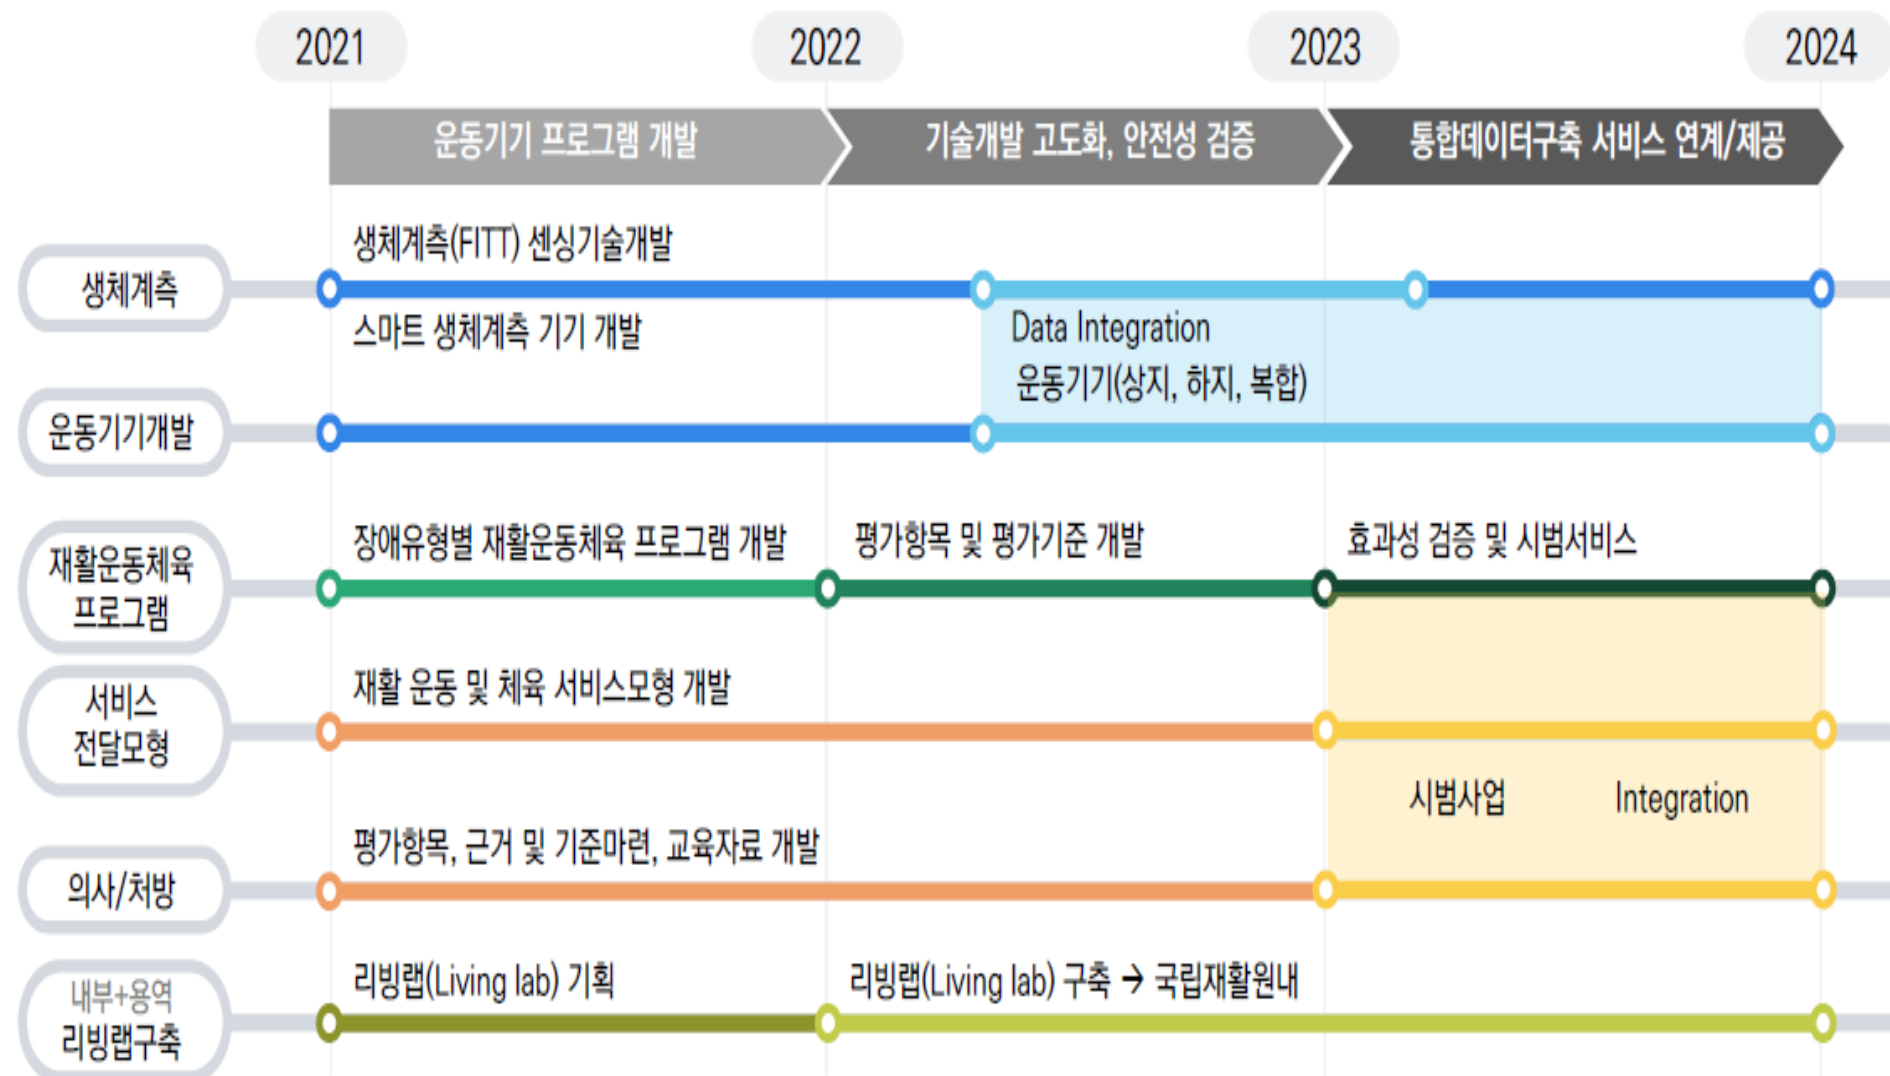 2021
2022
2023
2024
운동기기 프로그램 개발
기술개발 고도화, 안전성 검증
통합데이터구축 서비스 연계/제공
생체계측
생체계측(FITT) 센싱기술개발
스마트 생체계측 기기 개발
Data Integration
운동기기(상지, 하지, 복합)
운동기기개발
재활운동체육
프로그램
장애유형별 재활운동체육 프로그램 개발
평가항목 및 평가기준 개발
효과성 검증 및 시범서비스
서비스
전달모형
재활 운동 및 체육 서비스모형 개발
시범사업
Integration
의사/처방
평가항목, 근거 및 기준마련, 교육자료 개발
내부+용역
리빙랩구축
리빙랩(Living lab) 기획
리빙랩(Living lab) 구축 → 국립재활원내